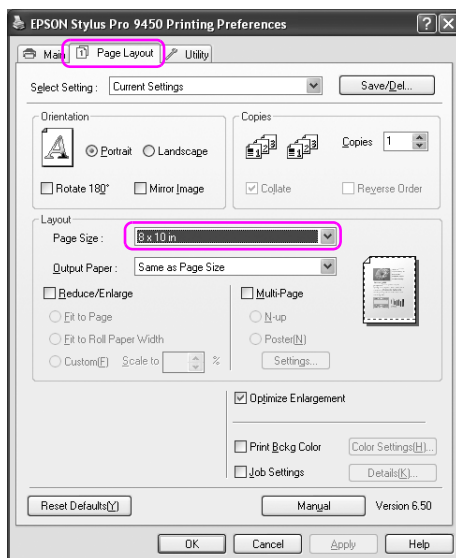 EPSON Stylus Pro 9450 Printing Preferences
Main Page Layout Utility
Select Setting : Current Settings Save/Del...
Orientation Copies
Portrait Landscape Copies 1
Rotate 180° Mirror Image Collate Reverse Order
Layout
Page Size : 8 x 10 in
Output Paper : Same as Page Size
Reduce/Enlarge Multi-Page
Fit to Page N-up
Fit to Roll Paper Width Poster(N)
Custom(F) Scale to % Settings...
Optimize Enlargement
Print Bckg Color Color Settings(H)...
Job Settings Details(K)...
Reset Defaults(Y) Manual Version 6.50
OK Cancel Apply Help